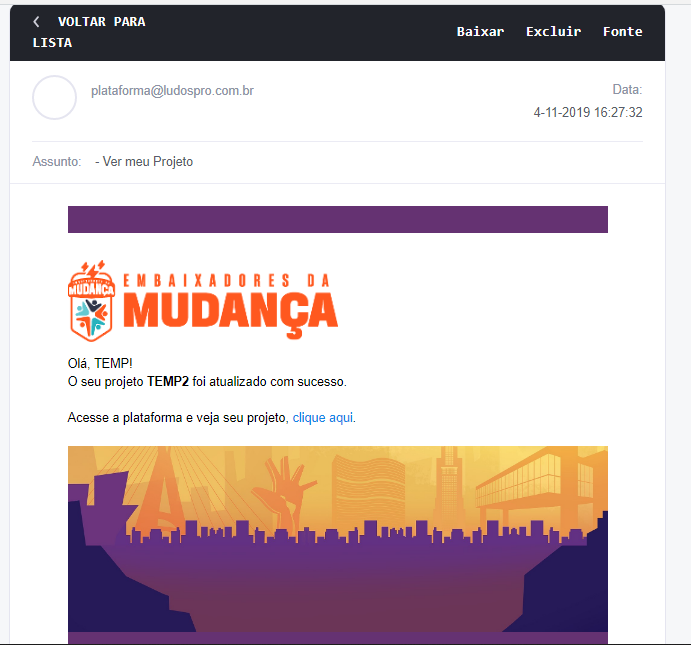 VOLTAR PARA
LISTA
Baixar Excluir Fonte
plataforma@ludospro.com.br
Data:
4-11-2019 16:27:32
Assunto: - Ver meu Projeto
MUDANÇA
EMBAIXADORES DA
MUDANÇA
Olá, TEMP!
O seu projeto TEMP2 foi atualizado com sucesso.
Acesse a plataforma e veja seu projeto, clique aqui.